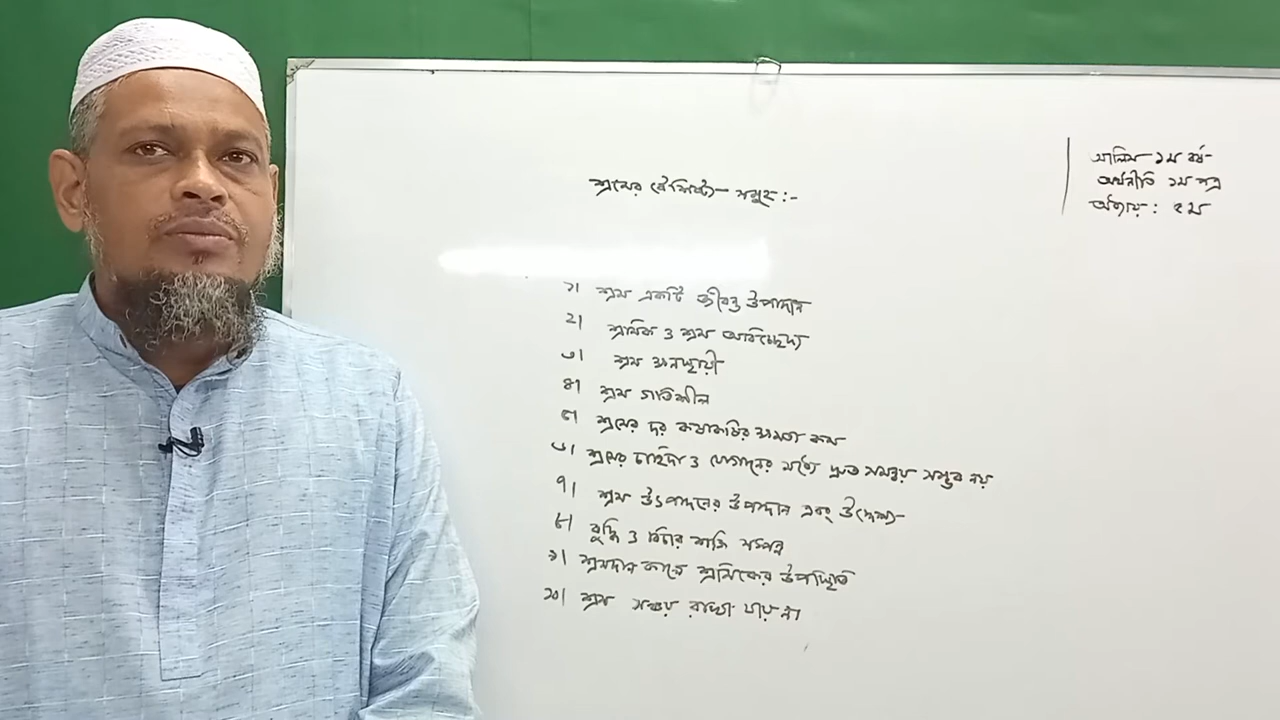 শ্রমের বৈশিষ্ট্য সমূহ :-
আলিম ১ম বর্ষ
অর্থনীতি ১ম পত্র
অধ্যায় : ৫ম
১। শ্রম একটি জীবন্ত উপাদান
২। শ্রমিক ও শ্রম অবিচ্ছেদ্য
৩। শ্রম ক্ষনস্থায়ী
৪। শ্রম গতিশীল
৫। শ্রমের দর কষাকষির ক্ষমতা কম
৬। শ্রমের চাহিদা ও যোগানের মধ্যে দ্রুত সমন্বয় সম্ভব নয়
৭। শ্রম উৎপাদনের উপাদান এবং উদ্দেশ্য
৮। বুদ্ধি ও বিচার শক্তি সম্পন্ন
৯। শ্রমদান কালে শ্রমিকের উপস্থিতি
১০। শ্রম সঞ্চয় রাখা যায় না